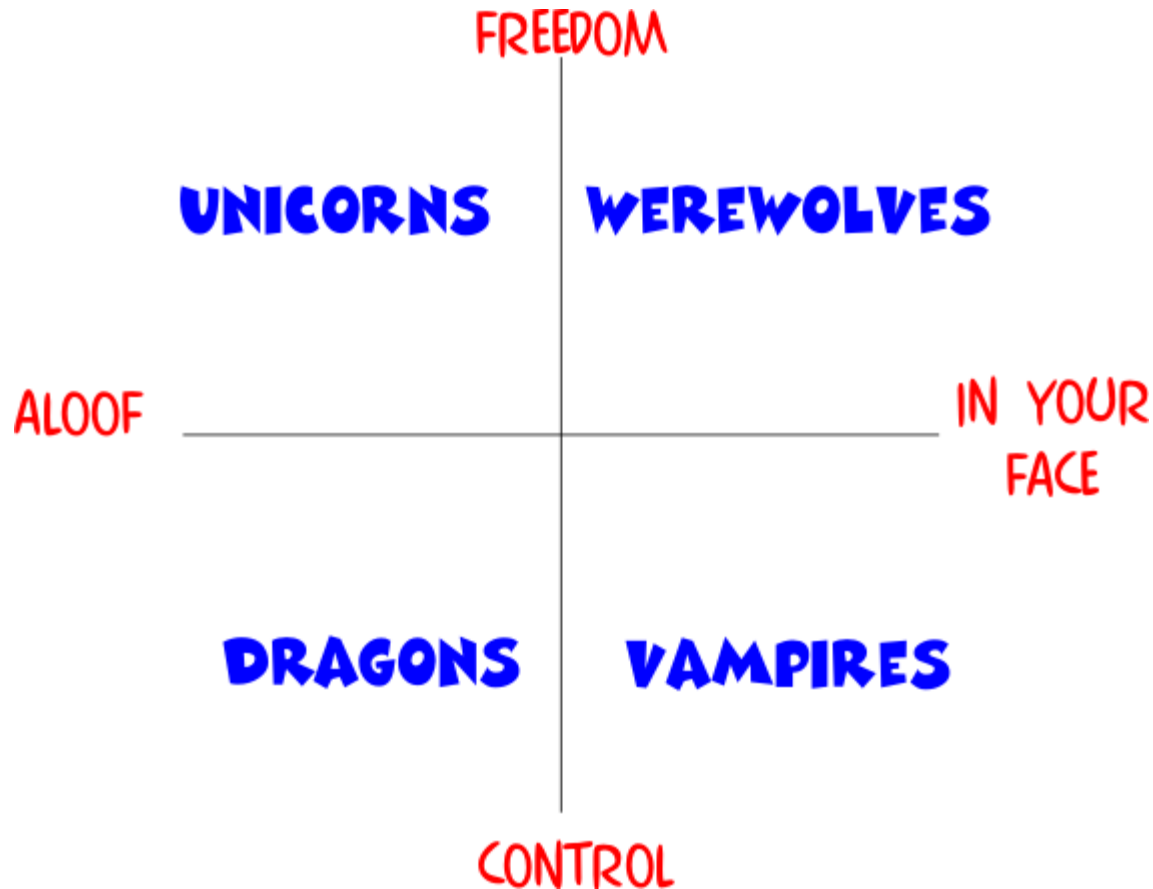 FREEDOM
UNICORNS
WEREWOLVES
ALOOF
IN YOUR
FACE
DRAGONS
VAMPIRES
CONTROL